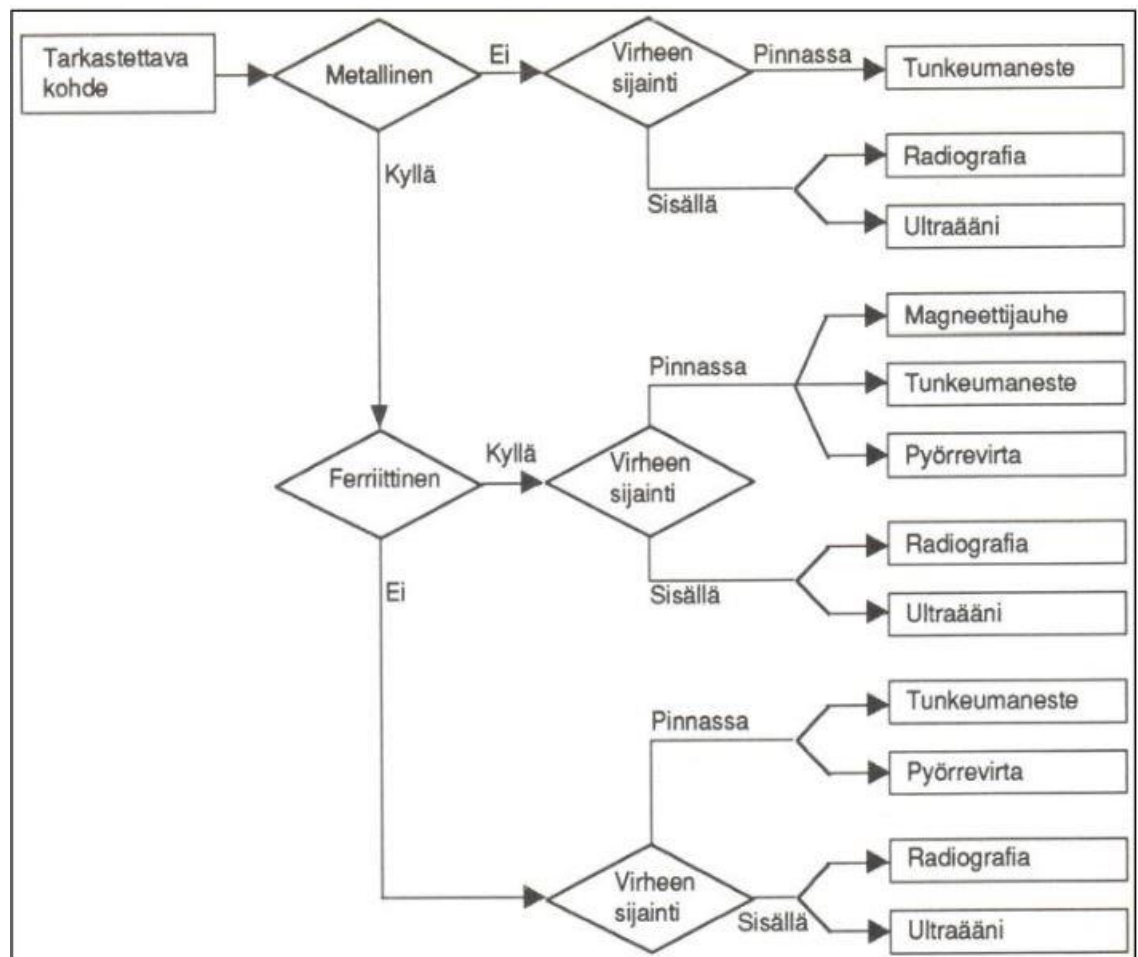 Tarkastettava
kohde
Metallinen
Ei
Virheen
sijainti
Pinnassa
Tunkeumaneste
Kyllä
Sisällä
Radiografia
Ultraääni
Ferriittinen
Kyllä
Virheen
sijainti
Pinnassa
Magneettijauhe
Tunkeumaneste
Pyörrevirta
Sisällä
Radiografia
Ultraääni
Ei
Virheen
sijainti
Pinnassa
Tunkeumaneste
Pyörrevirta
Sisällä
Radiografia
Ultraääni